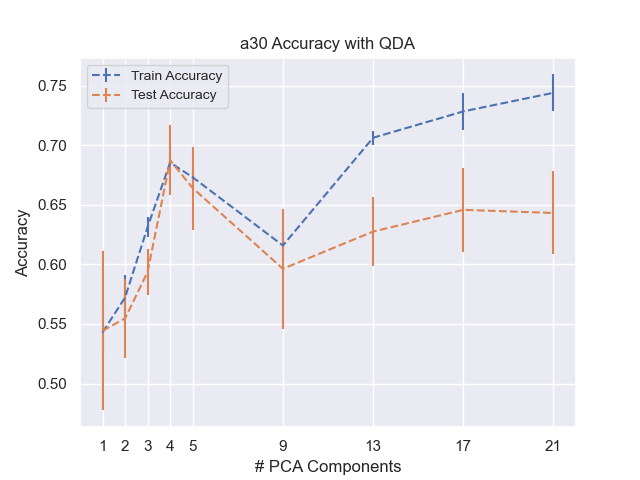 a30 Accuracy with QDA
Train Accuracy
Test Accuracy
Accuracy
0.75
0.70
0.65
0.60
0.55
0.50
1 2 3 4 5 9 13 17 21
# PCA Components